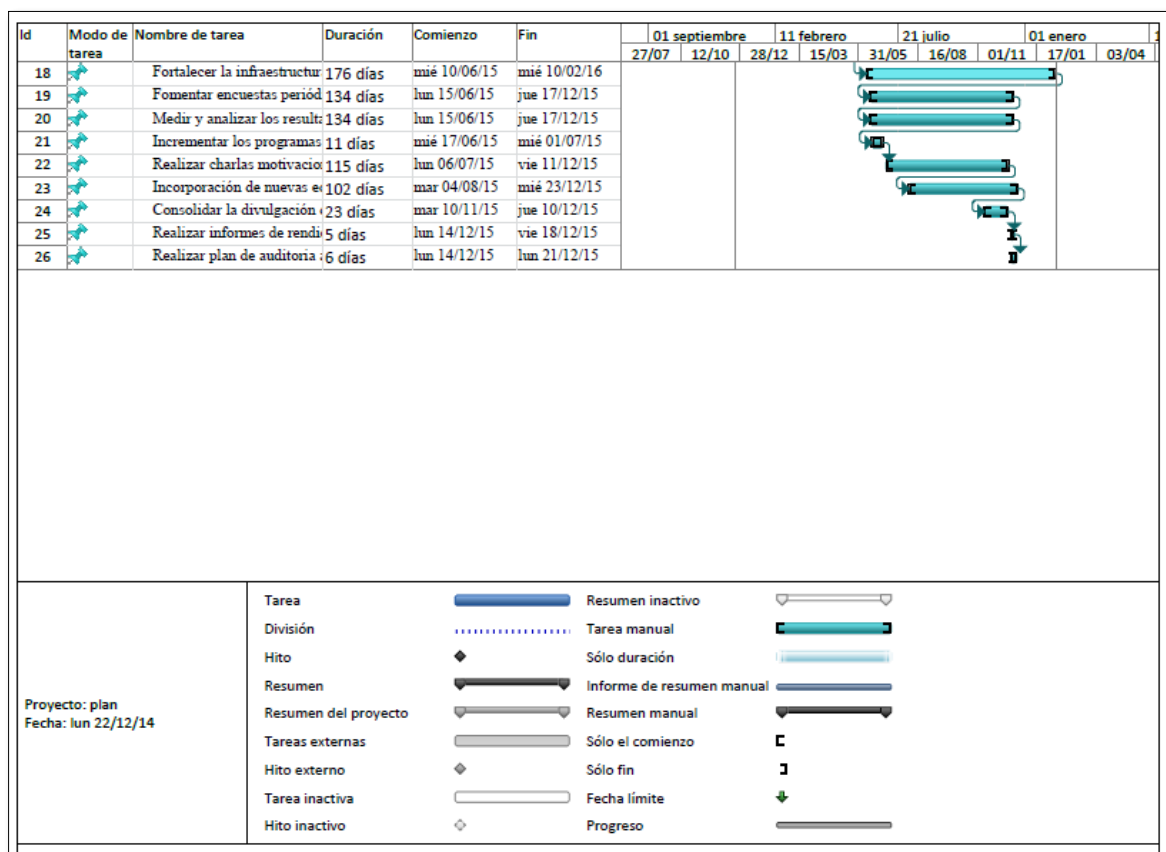 Id Modo de tarea Nombre de tarea Duración Comienzo Fin 01 septiembre 11 febrero 21 julio 01 enero 1
27/07 12/10 28/12 15/03 31/05 16/08 01/11 17/01 03/04
18 Fortalecer la infraestructur 176 días mié 10/06/15 mié 10/02/16
19 Fomentar encuestas periód 134 días lun 15/06/15 jue 17/12/15
20 Medir y analizar los result 134 días lun 15/06/15 jue 17/12/15
21 Incrementar los programas 11 días mié 17/06/15 mié 01/07/15
22 Realizar charlas motivacio 115 días lun 06/07/15 vie 11/12/15
23 Incorporación de nuevas e 102 días mar 04/08/15 mié 23/12/15
24 Consolidar la divulgación 23 días mar 10/11/15 jue 10/12/15
25 Realizar informes de rendi 5 días lun 14/12/15 vie 18/12/15
26 Realizar plan de auditoria 6 días lun 14/12/15 lun 21/12/15
Proyecto: plan
Fecha: lun 22/12/14
Tarea
División
Hito
Resumen
Resumen del proyecto
Tareas externas
Hito externo
Tarea inactiva
Hito inactivo
Resumen inactivo
Tarea manual
Sólo duración
Informe de resumen manual
Resumen manual
Sólo el comienzo
Sólo fin
Fecha límite
Progreso